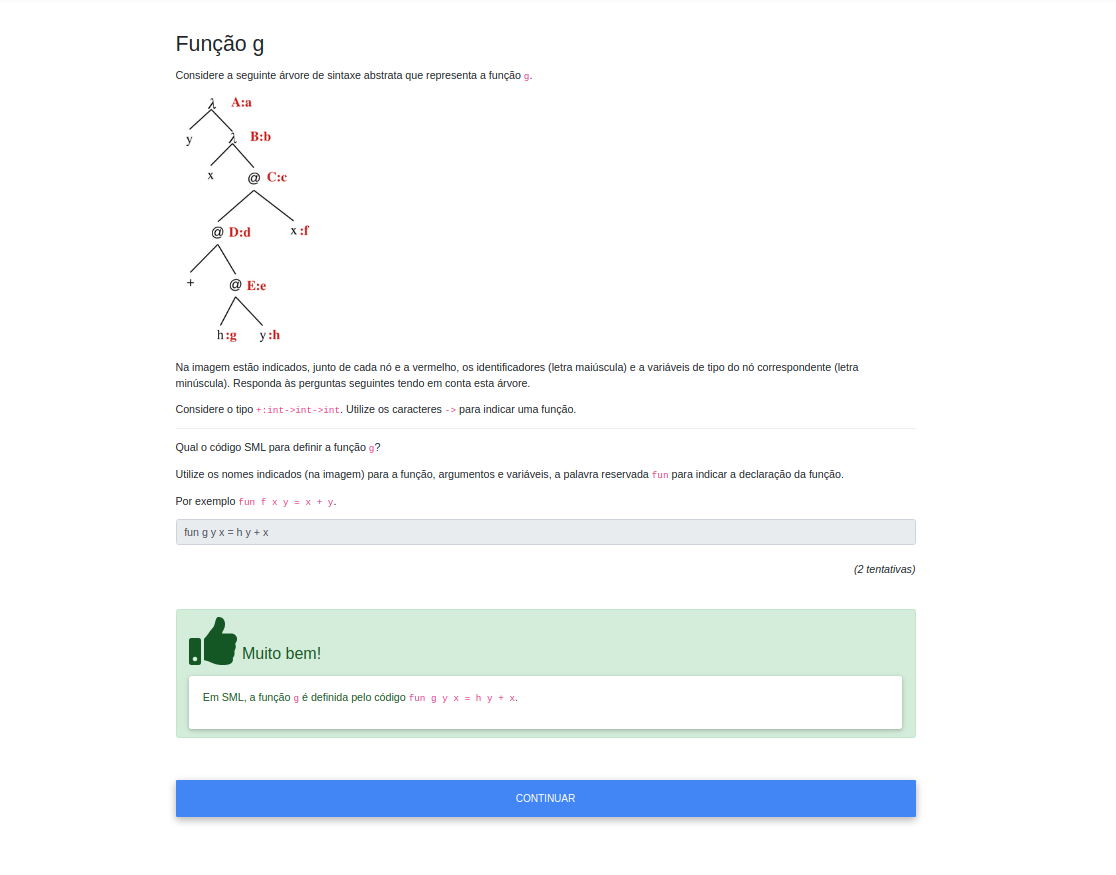 Função g
Considere a seguinte árvore de sintaxe abstrata que representa a função g.
λ A:a
y λ B:b
x @ C:c
@ D:d x :f
+ @ E:e
h :g y :h
Na imagem estão indicados, junto de cada nó e a vermelho, os identificadores (letra maiúscula) e a variáveis de tipo do nó correspondente (letra
minúscula). Responda às perguntas seguintes tendo em conta esta árvore.
Considere o tipo +:int->int->int. Utilize os caracteres -> para indicar uma função.
Qual o código SML para definir a função g?
Utilize os nomes indicados (na imagem) para a função, argumentos e variáveis, a palavra reservada fun para indicar a declaração da função.
Por exemplo fun f x y = x + y.
fun g y x = h y + x
(2 tentativas)
Muito bem!
Em SML, a função g é definida pelo código fun g y x = h y + x.
CONTINUAR